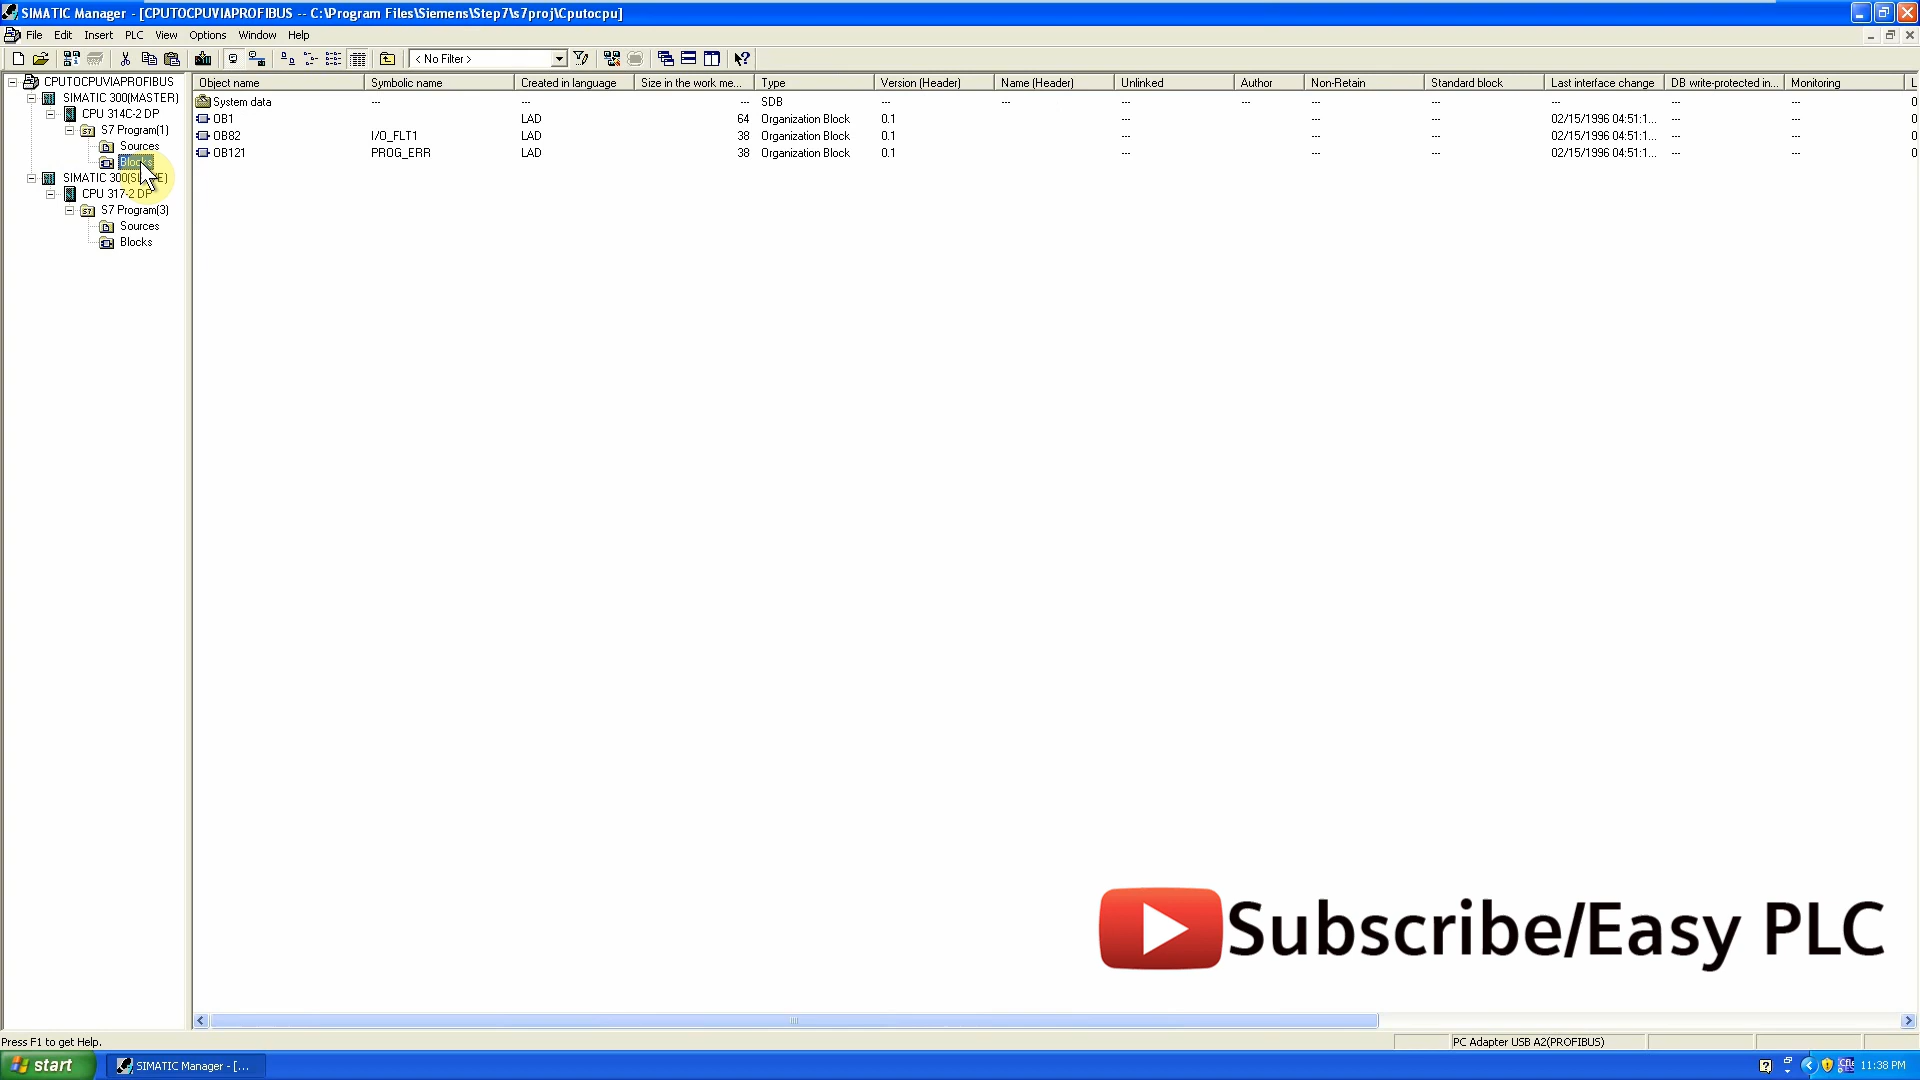 SIMATIC Manager - [CPUTOCPUVIAPROFIBUS -- C:\Program Files\Siemens\Step7\s7proj\Cputocpu]
File Edit Insert PLC View Options Window Help
< No Filter >
CPUTOCPUVIAPROFIBUS
SIMATIC 300(MASTER)
CPU 314C-2 DP
S7 Program(1)
Sources
Blocks
SIMATIC 300(SLAVE)
CPU 317-2 DP
S7 Program(3)
Sources
Blocks
Object name Symbolic name Created in language Size in the work me... Type Version (Header) Name (Header) Unlinked Author Non-Retain Standard block Last interface change DB write-protected in... Monitoring L
System data --- --- --- SDB --- --- --- --- --- --- --- --- --- 0
OB1 LAD 64 Organization Block 0.1 --- --- --- 02/15/1996 04:51:1... --- --- 0
OB82 I/O_FLT1 LAD 38 Organization Block 0.1 --- --- --- 02/15/1996 04:51:1... --- --- 0
OB121 PROG_ERR LAD 38 Organization Block 0.1 --- --- --- 02/15/1996 04:51:1... --- --- 0
Subscribe/Easy PLC
Press F1 to get Help.
PC Adapter USB A2(PROFIBUS)
start
SIMATIC Manager - [...
11:38 PM